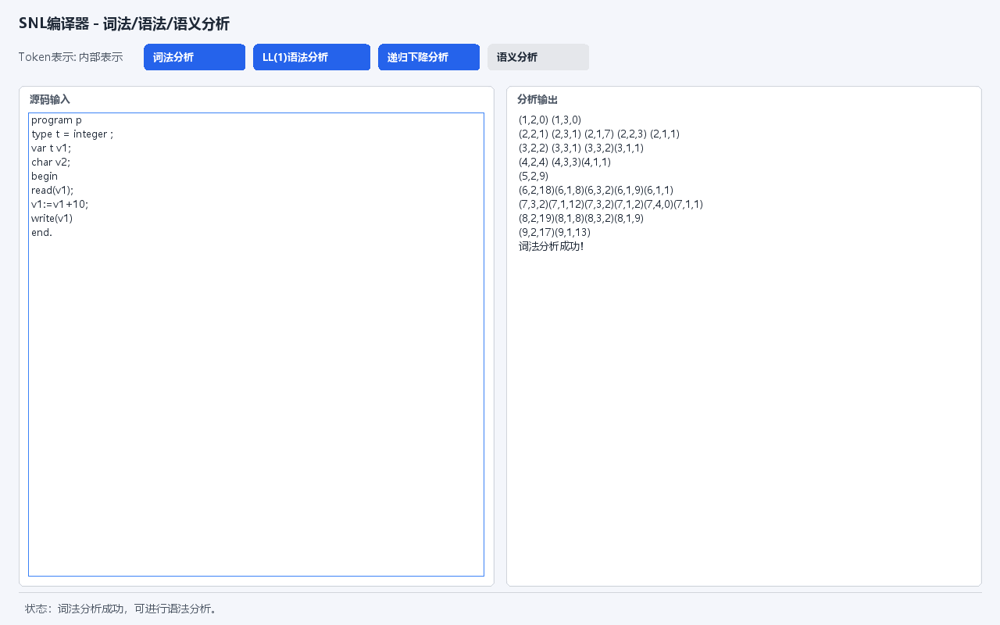 SNL编译器 - 词法/语法/语义分析
Token表示: 内部表示
词法分析
LL(1)语法分析
递归下降分析
语义分析
源码输入
program p
type t = integer ;
var t v1;
char v2;
begin
read(v1);
v1:=v1+10;
write(v1)
end.
分析输出
(1,2,0) (1,3,0)
(2,2,1) (2,3,1) (2,1,7) (2,2,3) (2,1,1)
(3,2,2) (3,3,1) (3,3,2)(3,1,1)
(4,2,4) (4,3,3)(4,1,1)
(5,2,9)
(6,2,18)(6,1,8)(6,3,2)(6,1,9)(6,1,1)
(7,3,2)(7,1,12)(7,3,2)(7,1,2)(7,4,0)(7,1,1)
(8,2,19)(8,1,8)(8,3,2)(8,1,9)
(9,2,17)(9,1,13)
词法分析成功!
状态：词法分析成功，可进行语法分析。